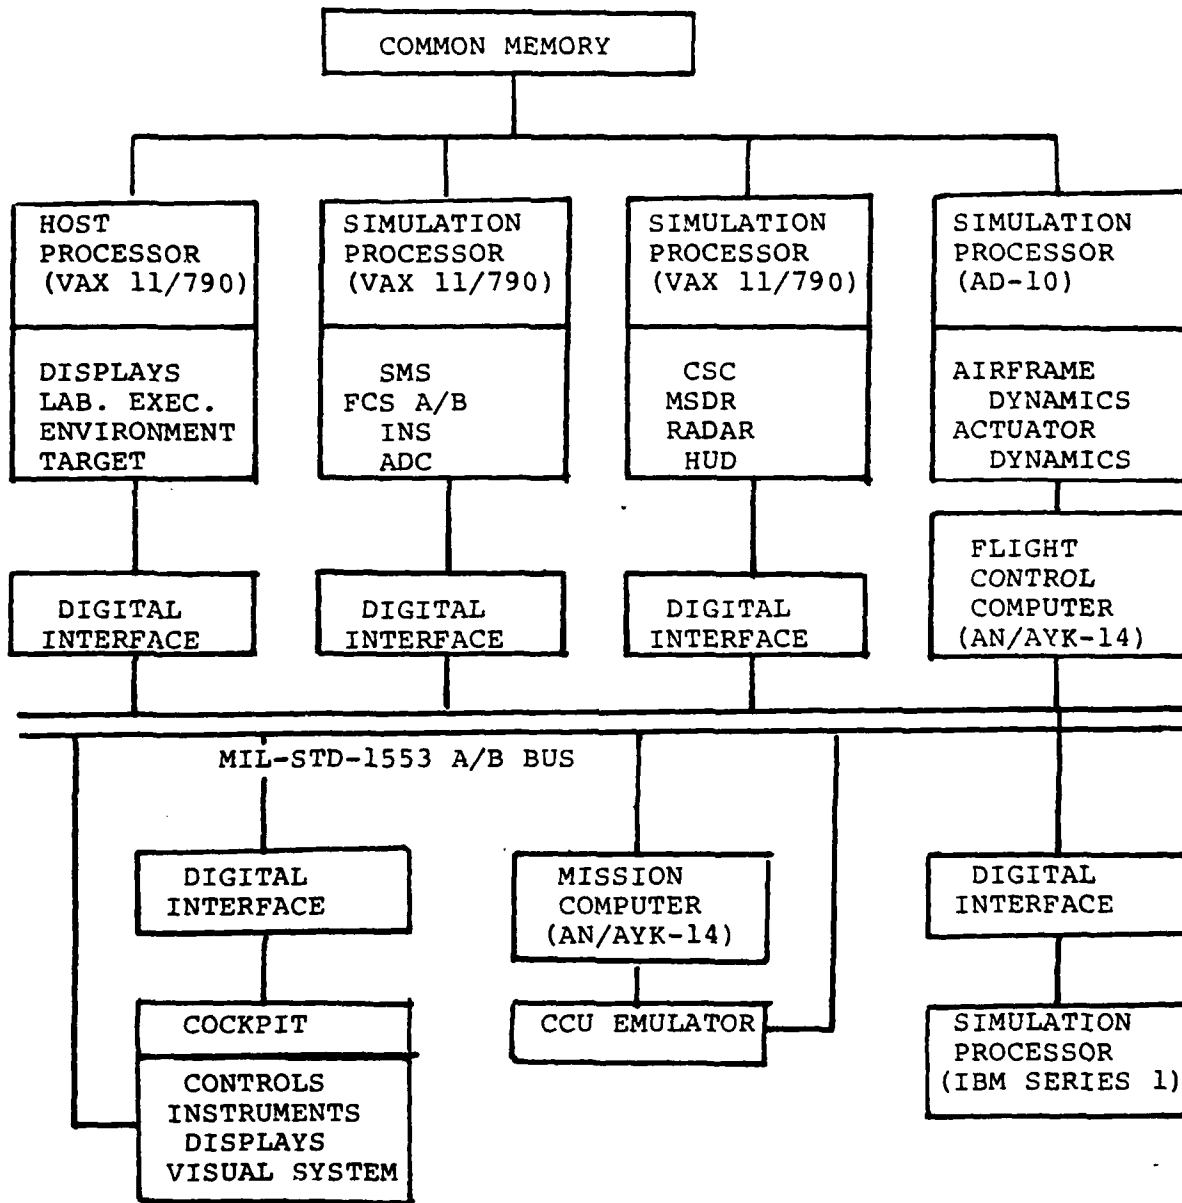 COMMON MEMORY
HOST
PROCESSOR
(VAX 11/790)
DISPLAYS
LAB. EXEC.
ENVIRONMENT
TARGET
SIMULATION
PROCESSOR
(VAX 11/790)
SMS
FCS A/B
INS
ADC
SIMULATION
PROCESSOR
(VAX 11/790)
CSC
MSDR
RADAR
HUD
SIMULATION
PROCESSOR
(AD-10)
AIRFRAME
DYNAMICS
ACTUATOR
DYNAMICS
DIGITAL
INTERFACE
DIGITAL
INTERFACE
DIGITAL
INTERFACE
FLIGHT
CONTROL
COMPUTER
(AN/AYK-14)
MIL-STD-1553 A/B BUS
DIGITAL
INTERFACE
MISSION
COMPUTER
(AN/AYK-14)
DIGITAL
INTERFACE
COCKPIT
CONTROLS
INSTRUMENTS
DISPLAYS
VISUAL SYSTEM
CCU EMULATOR
SIMULATION
PROCESSOR
(IBM SERIES 1)